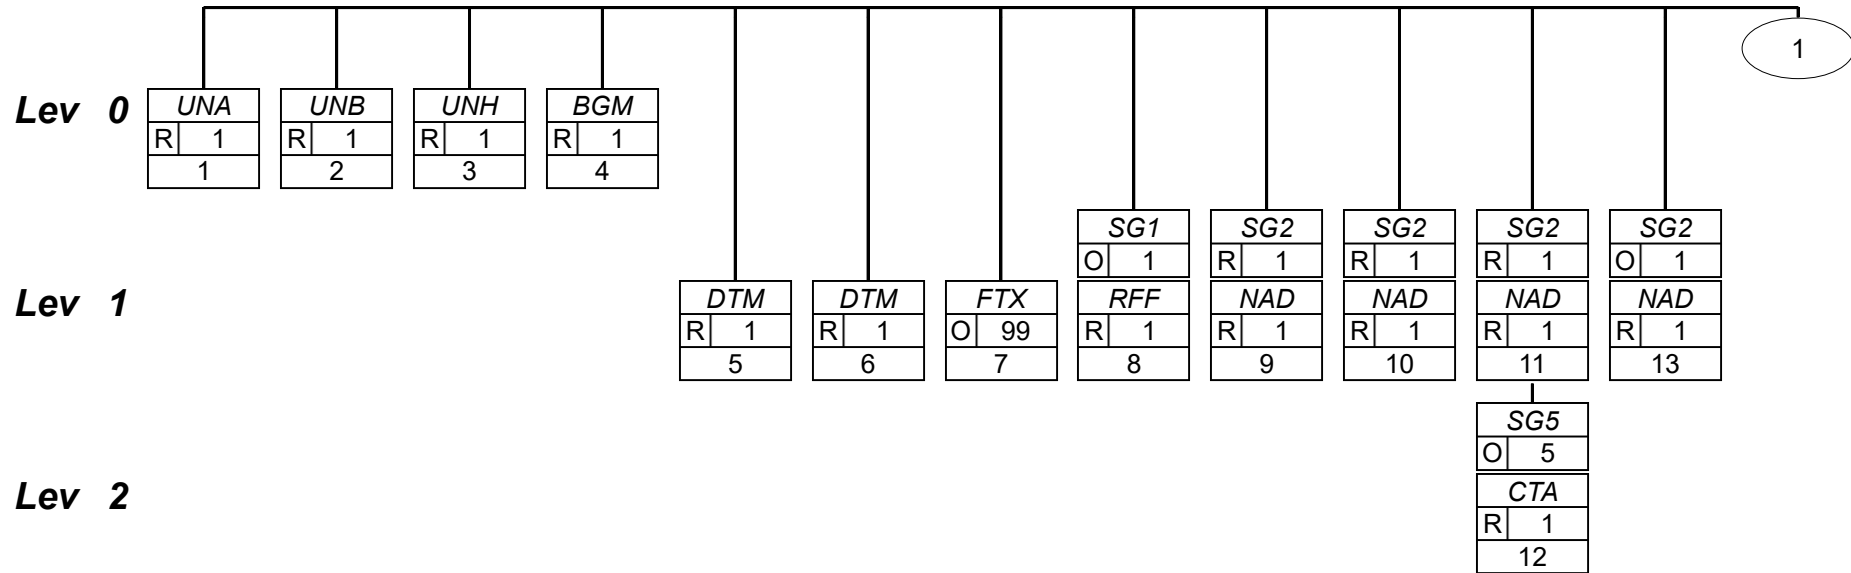 1
Lev 0
UNA UNB UNH BGM
R 1 R 1 R 1 R 1
1 2 3 4
SG1 SG2 SG2 SG2 SG2
O 1 R 1 R 1 R 1 O 1
Lev 1
DTM DTM FTX RFF NAD NAD NAD NAD
R 1 R 1 O 99 R 1 R 1 R 1 R 1 R 1
5 6 7 8 9 10 11 13
SG5
O 5
Lev 2
CTA
R 1
12